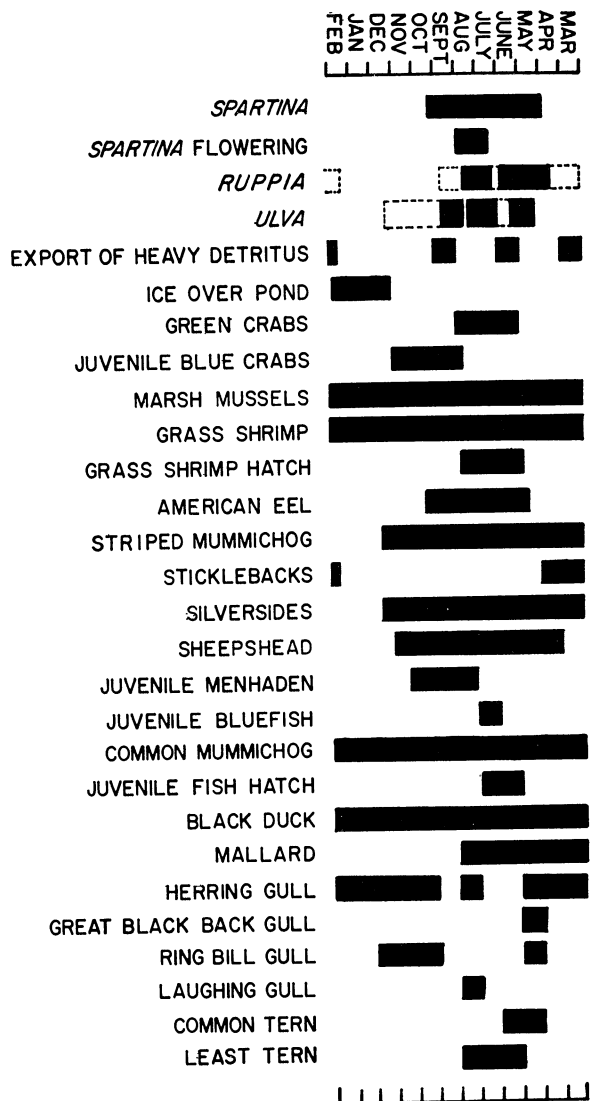 FEB JAN DEC NOV OCT SEPT AUG JULY JUNE MAY APR MAR
SPARTINA
SPARTINA FLOWERING
RUPPIA
ULVA
EXPORT OF HEAVY DETRITUS
ICE OVER POND
GREEN CRABS
JUVENILE BLUE CRABS
MARSH MUSSELS
GRASS SHRIMP
GRASS SHRIMP HATCH
AMERICAN EEL
STRIPED MUMMICHOG
STICKLEBACKS
SILVERSIDES
SHEEPSHEAD
JUVENILE MENHADEN
JUVENILE BLUEFISH
COMMON MUMMICHOG
JUVENILE FISH HATCH
BLACK DUCK
MALLARD
HERRING GULL
GREAT BLACK BACK GULL
RING BILL GULL
LAUGHING GULL
COMMON TERN
LEAST TERN